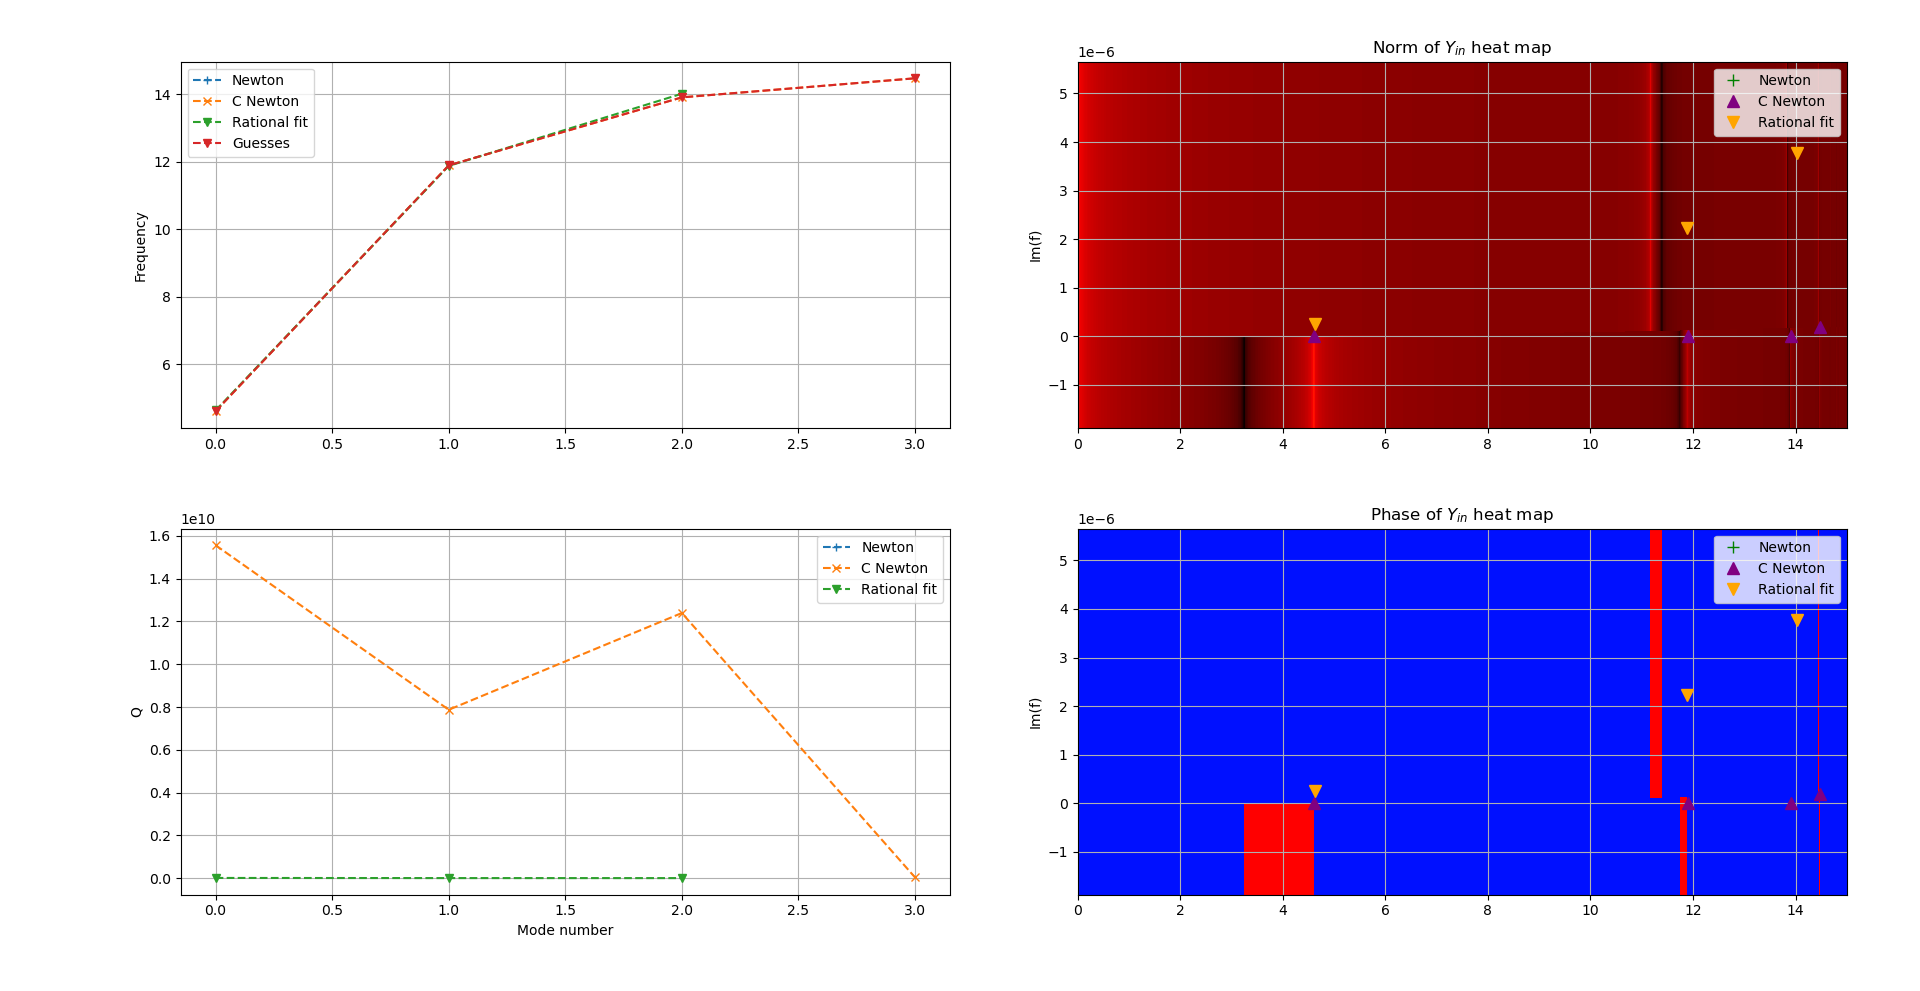 Newton
C Newton
Rational fit
Guesses
Frequency
14
12
10
8
6
0.0
0.5
1.0
1.5
2.0
2.5
3.0
Norm of Y_in heat map
1e−6
Newton
C Newton
Rational fit
Im(f)
5
4
3
2
1
0
−1
0
2
4
6
8
10
12
14
1e10
Newton
C Newton
Rational fit
Q
1.6
1.4
1.2
1.0
0.8
0.6
0.4
0.2
0.0
0.0
0.5
1.0
1.5
2.0
2.5
3.0
Mode number
Phase of Y_in heat map
1e−6
Newton
C Newton
Rational fit
Im(f)
5
4
3
2
1
0
−1
0
2
4
6
8
10
12
14